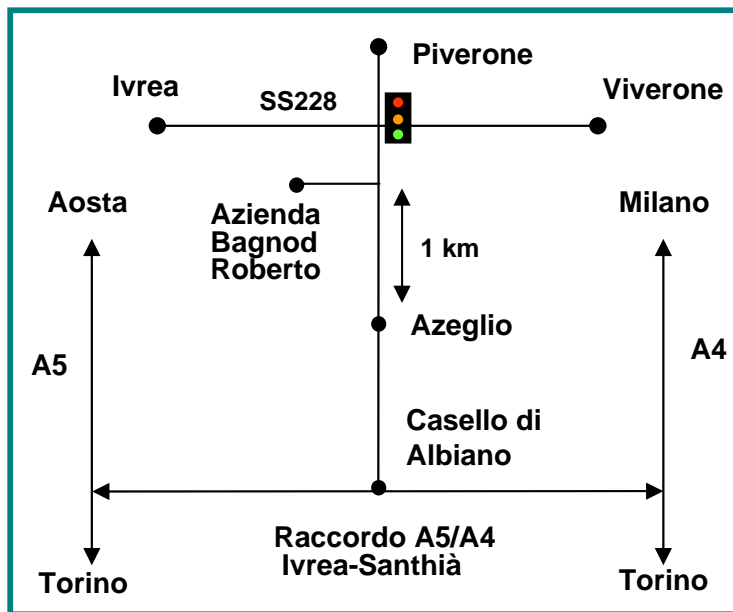 Piverone
Ivrea
SS228
Viverone
Aosta
Milano
Azienda
Bagnod
Roberto
1 km
Azeglio
A5
A4
Casello di
Albiano
Raccordo A5/A4
Ivrea-Santhià
Torino
Torino